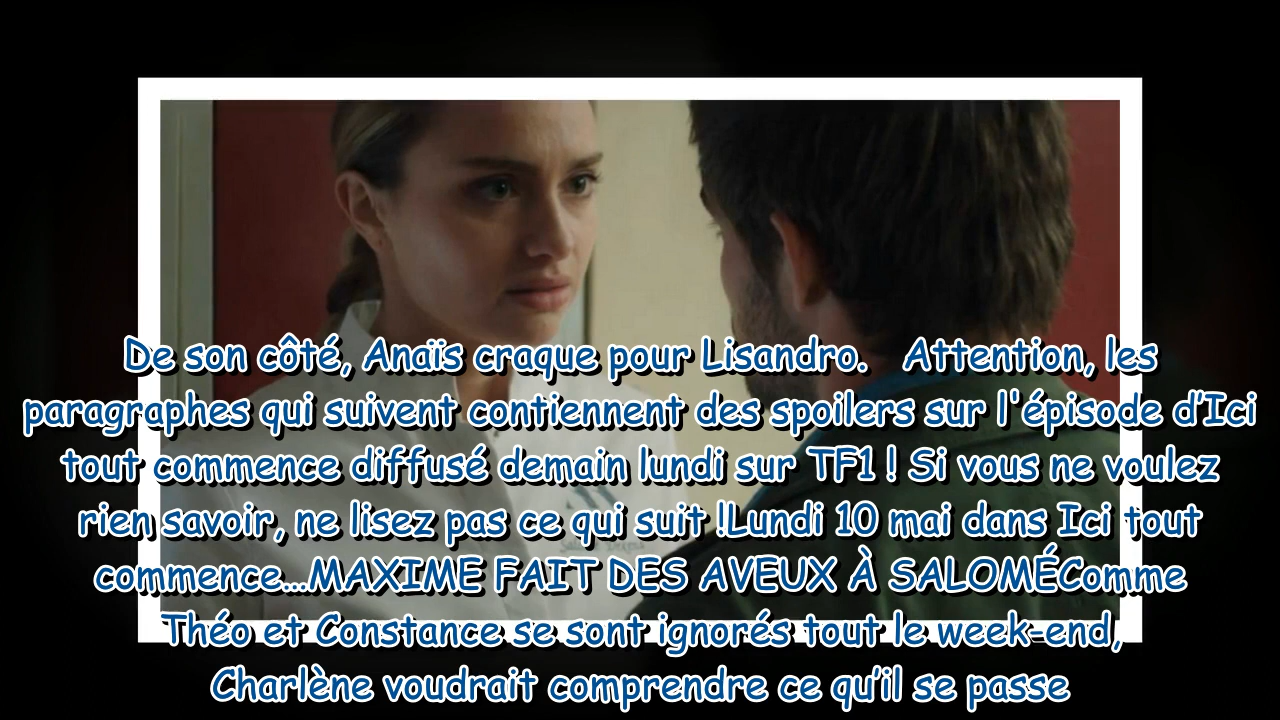 De son côté, Anaïs craque pour Lisandro.   Attention, les
paragraphes qui suivent contiennent des spoilers sur l'épisode d’Ici
tout commence diffusé demain lundi sur TF1 ! Si vous ne voulez
rien savoir, ne lisez pas ce qui suit !Lundi 10 mai dans Ici tout
commence...MAXIME FAIT DES AVEUX À SALOMÉComme
Théo et Constance se sont ignorés tout le week-end,
Charlène voudrait comprendre ce qu’il se passe